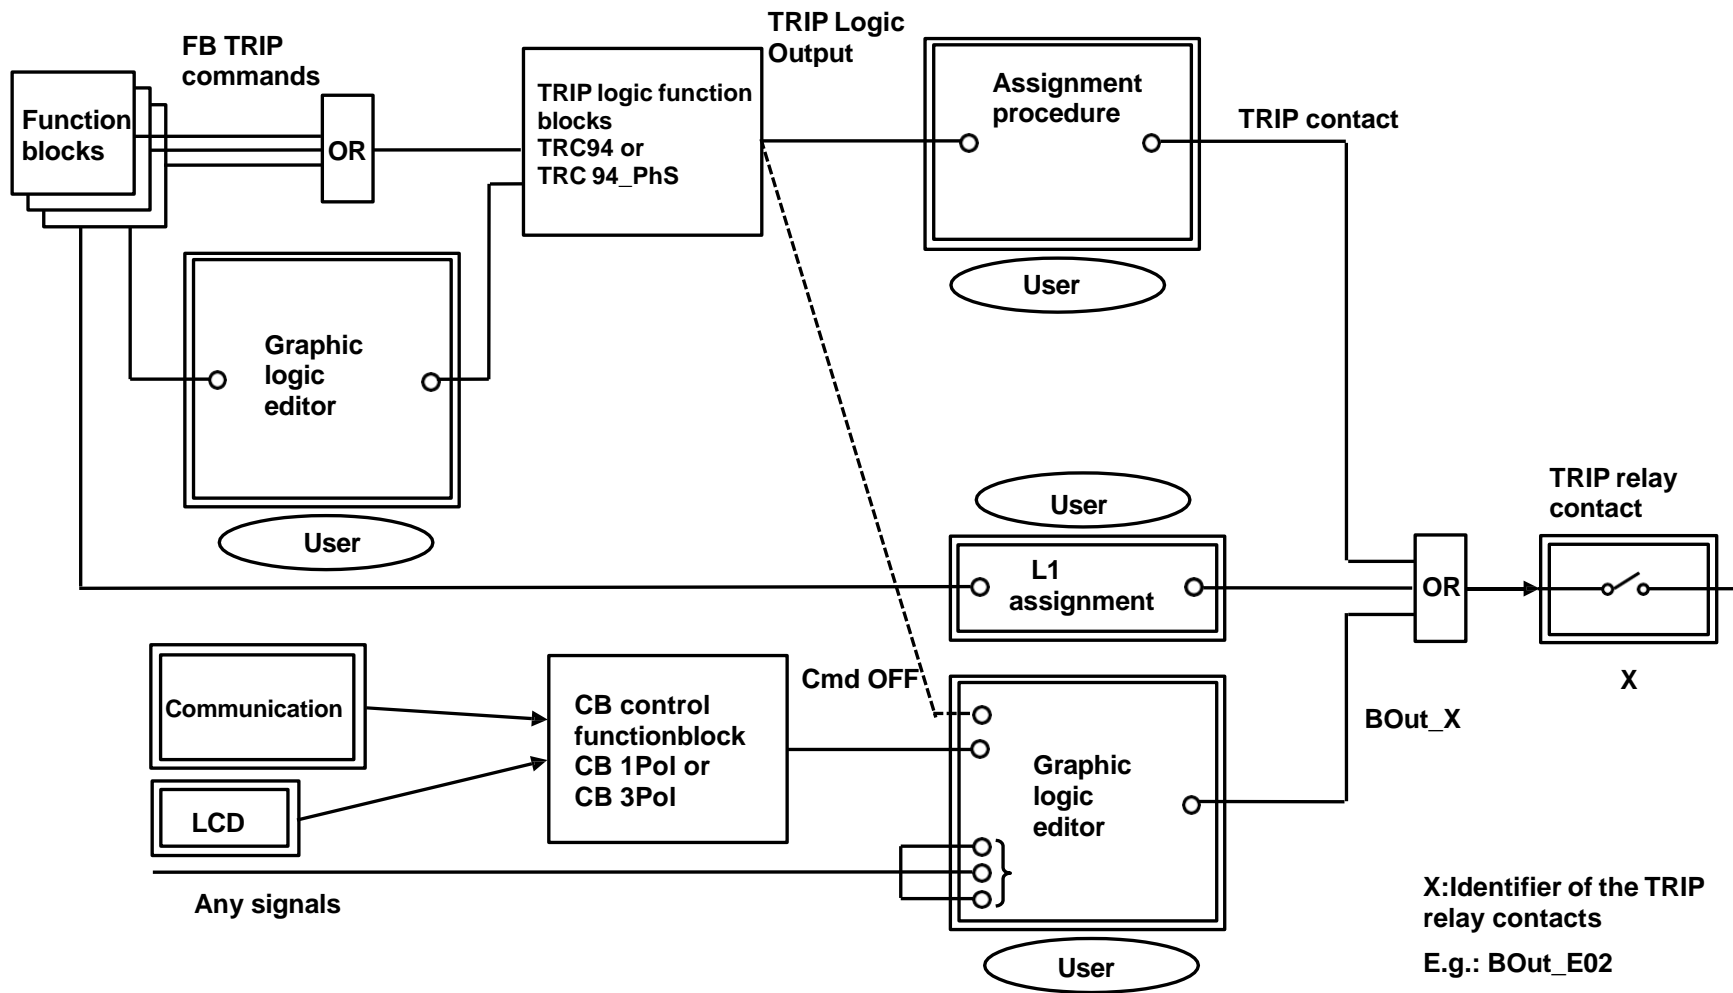 FB TRIP
commands
TRIP Logic
Output
Function
blocks
OR
TRIP logic function
blocks
TRC94 or
TRC 94_PhS
Assignment
procedure
TRIP contact
User
Graphic
logic
editor
User
User
L1
assignment
OR
TRIP relay
contact
X
Communication
LCD
CB control
functionblock
CB 1Pol or
CB 3Pol
Cmd OFF
Graphic
logic
editor
BOut_X
Any signals
User
X:Identifier of the TRIP
relay contacts
E.g.: BOut_E02